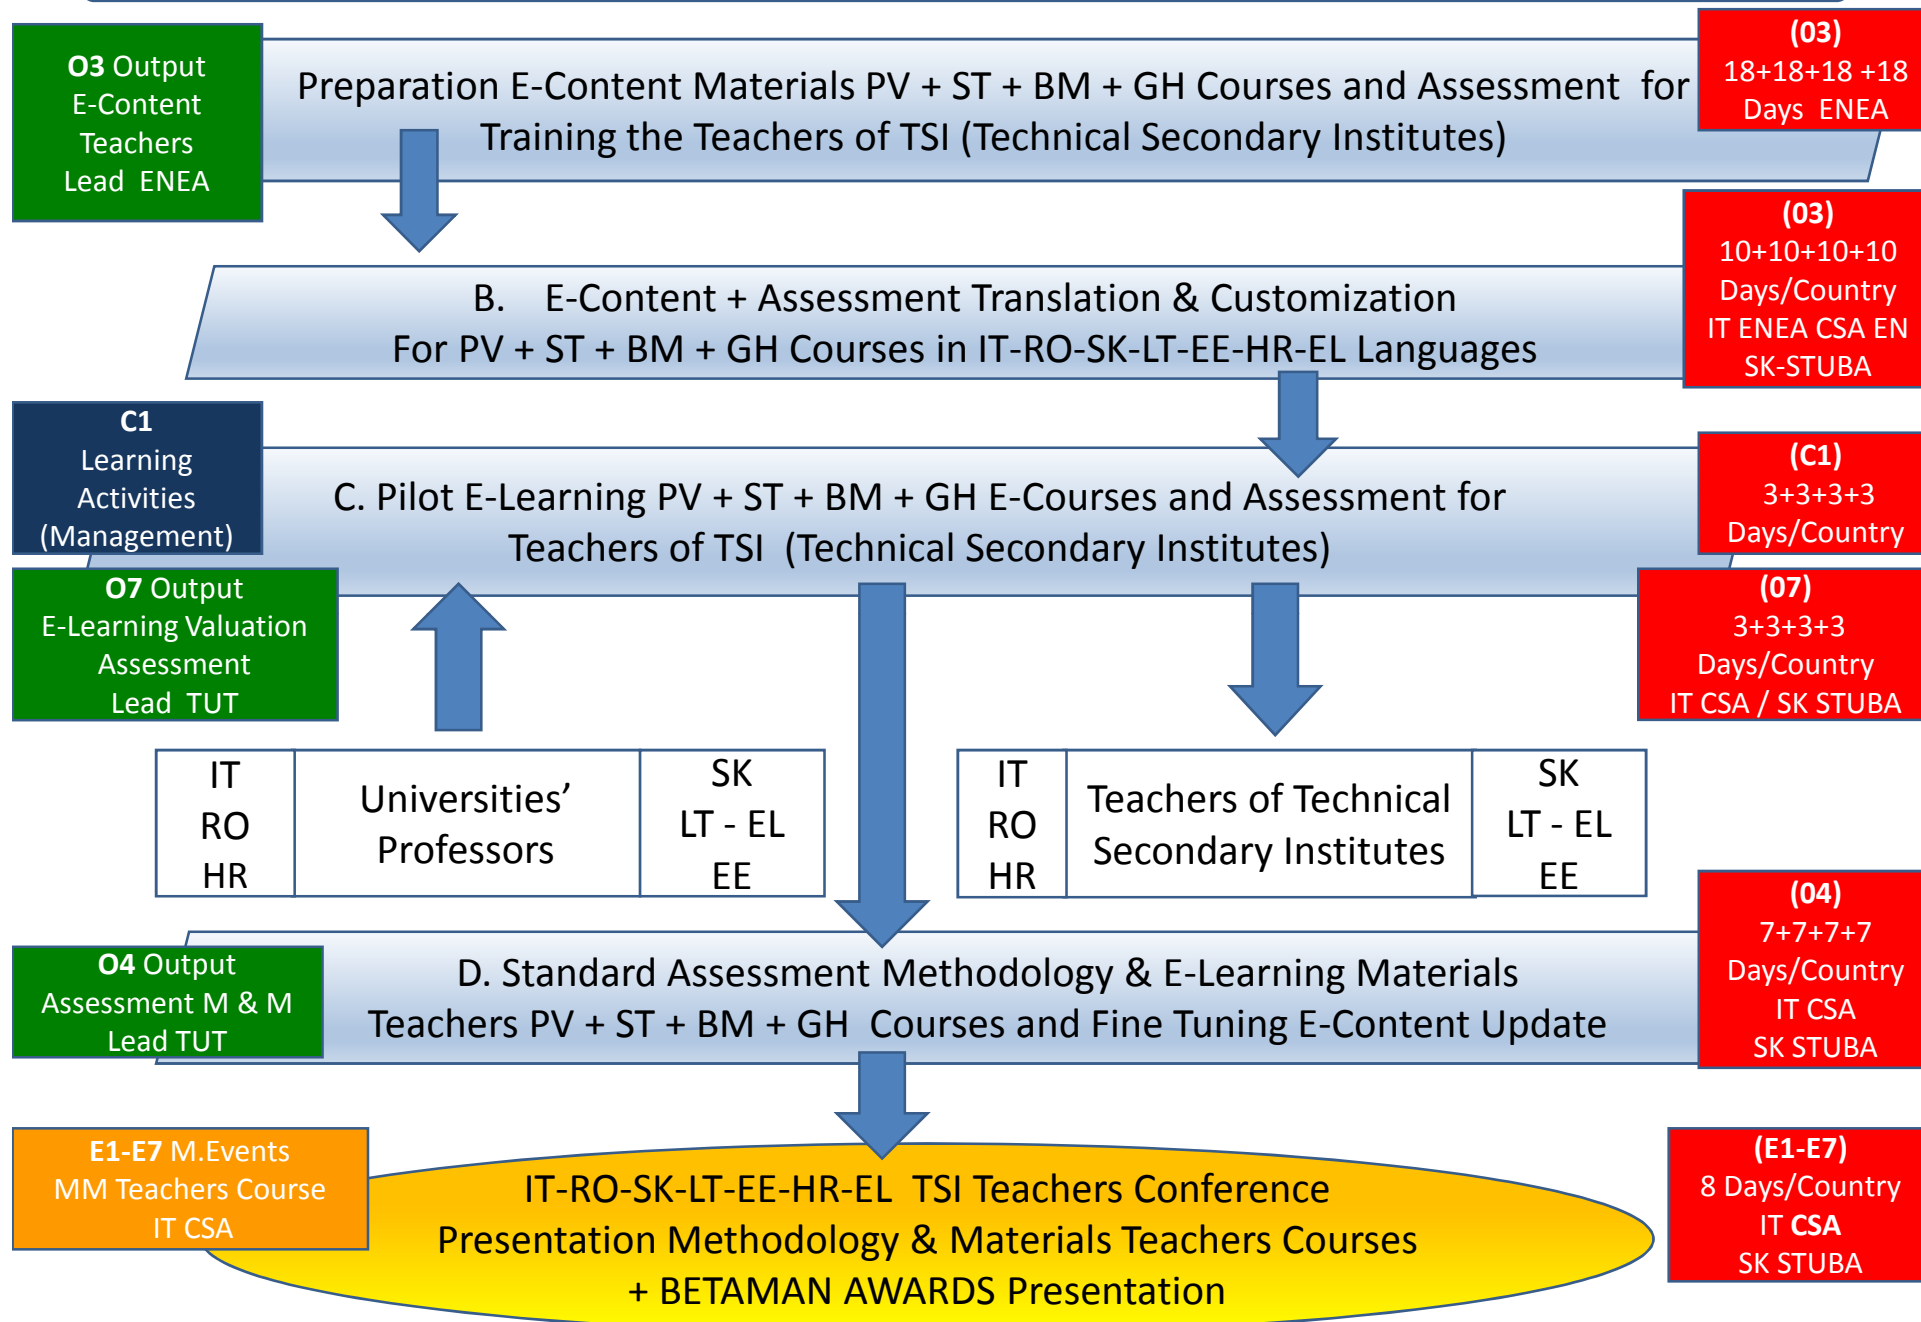 O3 Output
E-Content
Teachers
Lead ENEA
Preparation E-Content Materials PV + ST + BM + GH Courses and Assessment for
Training the Teachers of TSI (Technical Secondary Institutes)
(03)
18+18+18 +18
Days ENEA
B. E-Content + Assessment Translation & Customization
For PV + ST + BM + GH Courses in IT-RO-SK-LT-EE-HR-EL Languages
(03)
10+10+10+10
Days/Country
IT ENEA CSA EN
SK-STUBA
C1
Learning
Activities
(Management)
C. Pilot E-Learning PV + ST + BM + GH E-Courses and Assessment for
Teachers of TSI (Technical Secondary Institutes)
(C1)
3+3+3+3
Days/Country
O7 Output
E-Learning Valuation
Assessment
Lead TUT
(07)
3+3+3+3
Days/Country
IT CSA / SK STUBA
IT
RO
HR
Universities’
Professors
SK
LT - EL
EE
IT
RO
HR
Teachers of Technical
Secondary Institutes
SK
LT - EL
EE
O4 Output
Assessment M & M
Lead TUT
D. Standard Assessment Methodology & E-Learning Materials
Teachers PV + ST + BM + GH Courses and Fine Tuning E-Content Update
(04)
7+7+7+7
Days/Country
IT CSA
SK STUBA
E1-E7 M.Events
MM Teachers Course
IT CSA
IT-RO-SK-LT-EE-HR-EL TSI Teachers Conference
Presentation Methodology & Materials Teachers Courses
+ BETAMAN AWARDS Presentation
(E1-E7)
8 Days/Country
IT CSA
SK STUBA